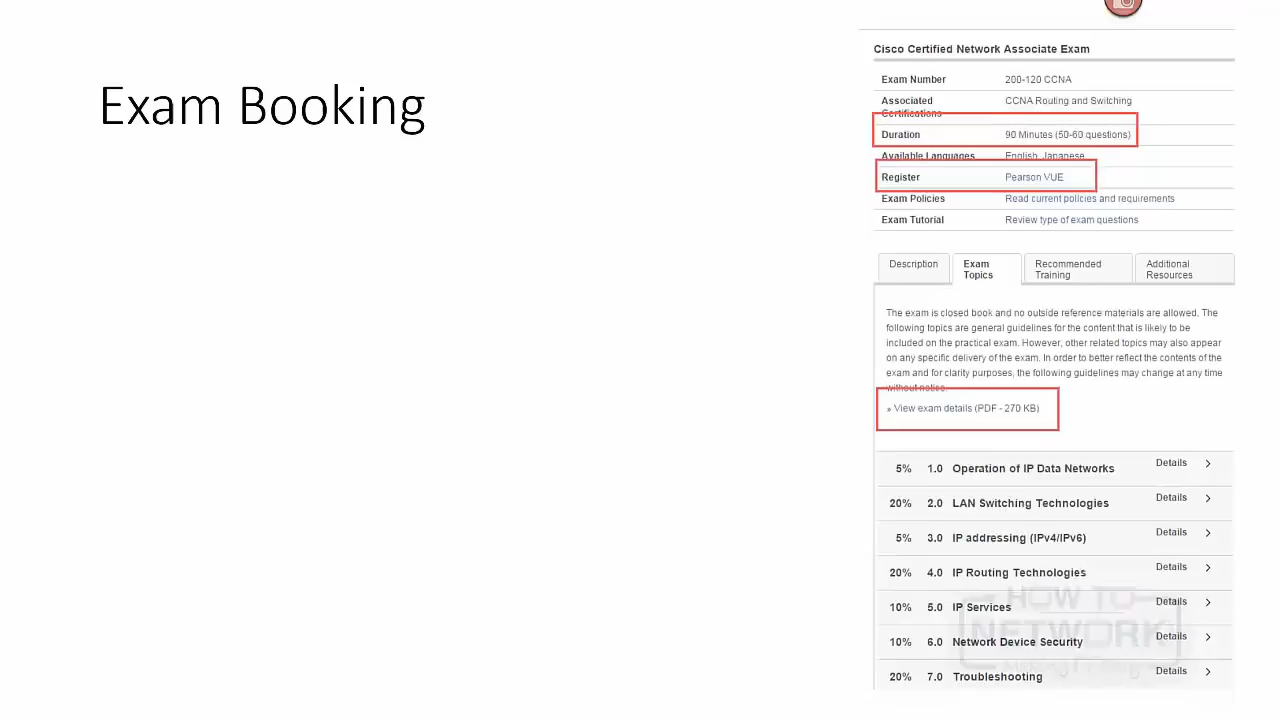 Exam Booking
Cisco Certified Network Associate Exam
Exam Number 200-120 CCNA
Associated CCNA Routing and Switching
Certifications
Duration 90 Minutes (50-60 questions)
Available Languages English, Japanese
Register Pearson VUE
Exam Policies Read current policies and requirements
Exam Tutorial Review type of exam questions
Description Exam Recommended Additional
Topics Training Resources
The exam is closed book and no outside reference materials are allowed. The
following topics are general guidelines for the content that is likely to be
included on the practical exam. However, other related topics may also appear
on any specific delivery of the exam. In order to better reflect the contents of the
exam and for clarity purposes, the following guidelines may change at any time
without notice.
» View exam details (PDF - 270 KB)
5% 1.0 Operation of IP Data Networks Details
20% 2.0 LAN Switching Technologies Details
5% 3.0 IP addressing (IPv4/IPv6) Details
20% 4.0 IP Routing Technologies Details
HOW TO
10% 5.0 IP Services Details
NETWORK
10% 6.0 Network Device Security Details
20% 7.0 Troubleshooting Details